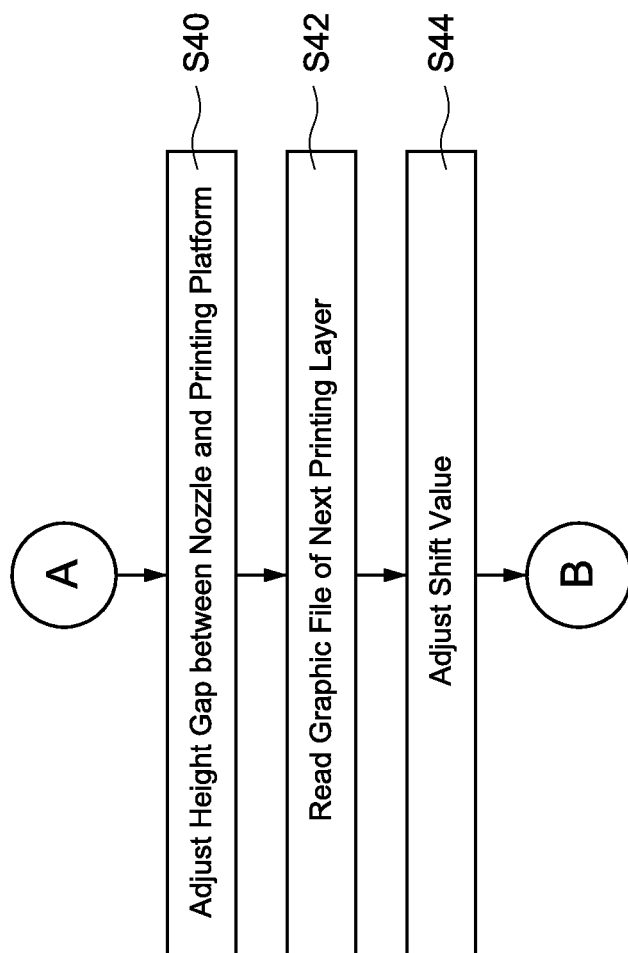 A
Adjust Height Gap between Nozzle and Printing Platform
S40
Read Graphic File of Next Printing Layer
S42
Adjust Shift Value
S44
B